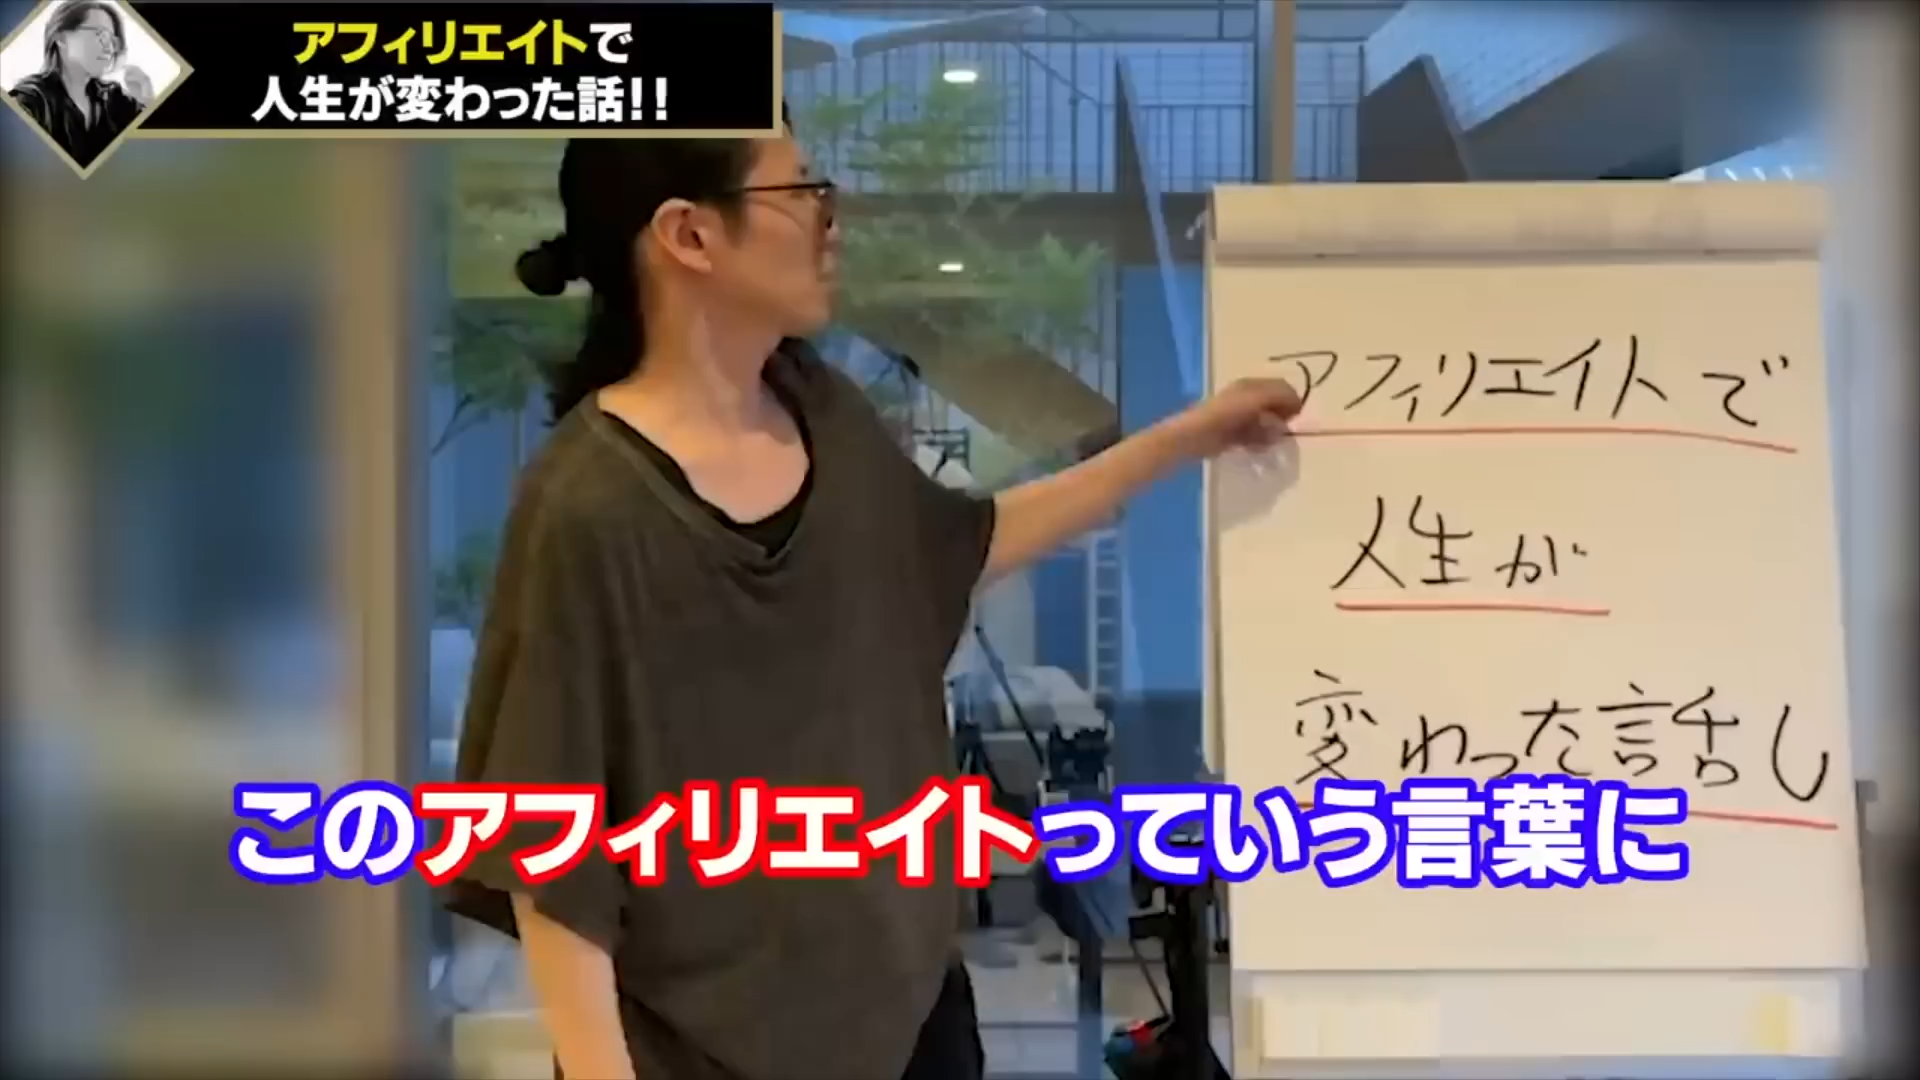 アフィリエイトで
人生が変わった話!!
アフィリエイトで
人生が
変わった話し
このアフィリエイトっていう言葉に